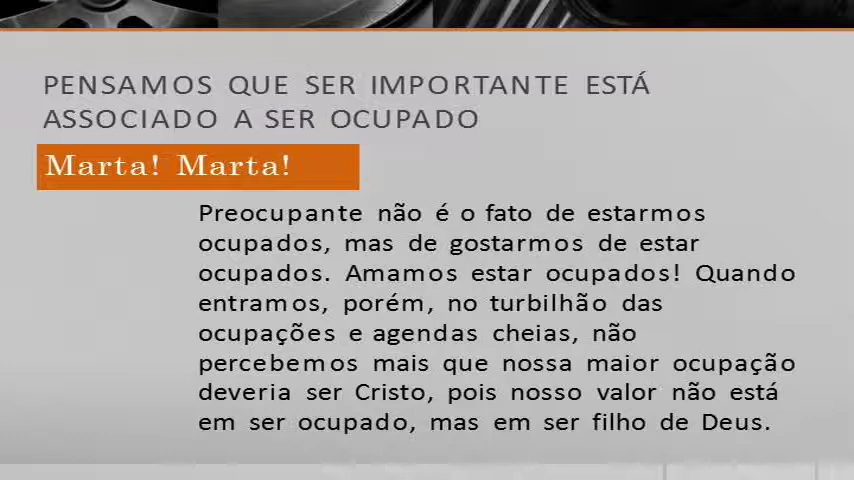 PENSAMOS QUE SER IMPORTANTE ESTÁ
ASSOCIADO A SER OCUPADO
Marta! Marta!
Preocupante não é o fato de estarmos
ocupados, mas de gostarmos de estar
ocupados. Amamos estar ocupados! Quando
entramos, porém, no turbilhão das
ocupações e agendas cheias, não
percebemos mais que nossa maior ocupação
deveria ser Cristo, pois nosso valor não está
em ser ocupado, mas em ser filho de Deus.